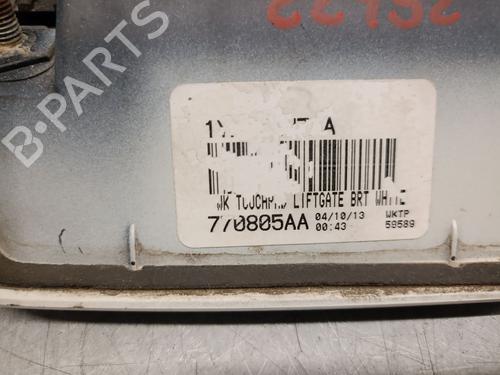 WK TOUCHPAD LIFTGATE BRT WHITE
770805AA 04/10/13 WKTP
00:43 59589
B-PARTS